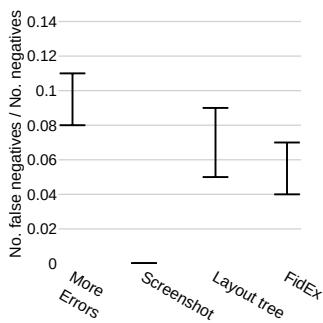 No. false negatives / No. negatives
0.14
0.12
0.1
0.08
0.06
0.04
0.02
0
More
Errors
Screenshot
Layout tree
FidEx